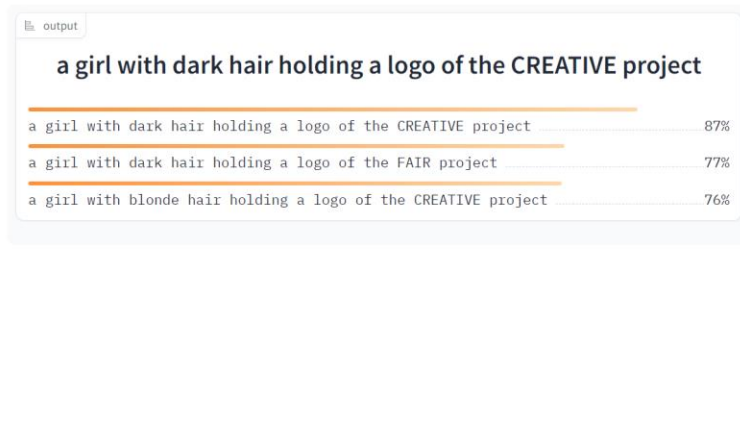 output
a girl with dark hair holding a logo of the CREATIVE project
a girl with dark hair holding a logo of the CREATIVE project 87%
a girl with dark hair holding a logo of the FAIR project 77%
a girl with blonde hair holding a logo of the CREATIVE project 76%